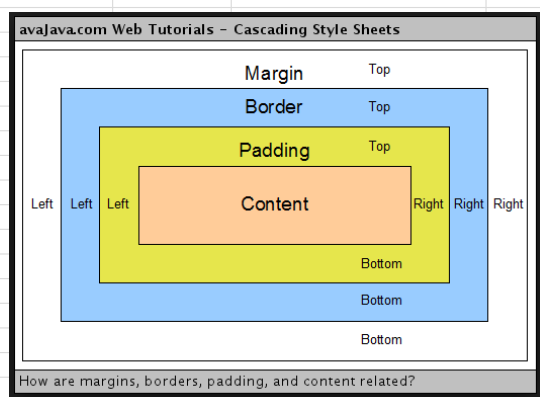 avaJava.com Web Tutorials - Cascading Style Sheets
Margin Top
Border Top
Padding Top
Left Left Left Content Right Right Right
Bottom
Bottom
Bottom
How are margins, borders, padding, and content related?